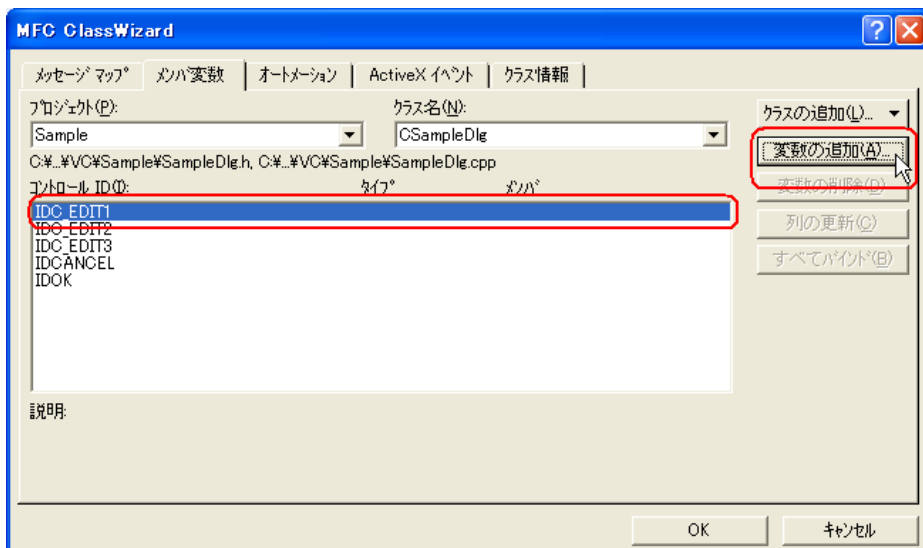 MFC ClassWizard
メッセージ マップ メンバ変数 オートメーション ActiveX イベント クラス情報
プロジェクト(P): クラス名(N): クラスの追加(L)...
Sample CSampleDlg
変数の追加(A)...
C:¥...¥VC¥Sample¥SampleDlg.h, C:¥...¥VC¥Sample¥SampleDlg.cpp
コントロール ID(I): タイプ メンバ 変数の削除(D)
IDC_EDIT1
IDC_EDIT2 列の更新(C)
IDC_EDIT3
IDCANCEL すべてバインド(B)
IDOK
説明:
OK キャンセル